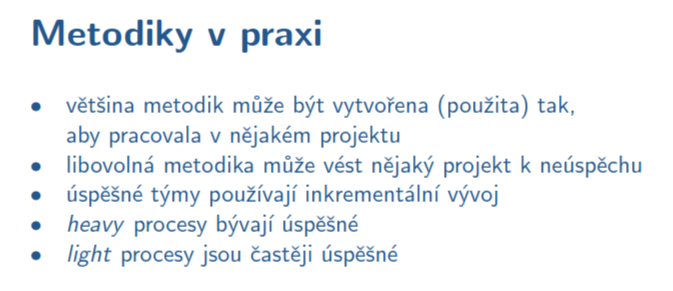 Metodiky v praxi
• většina metodik může být vytvořena (použita) tak,
aby pracovala v nějakém projektu
• libovolná metodika může vést nějaký projekt k neúspěchu
• úspěšné týmy používají inkrementální vývoj
• heavy procesy bývají úspěšné
• light procesy jsou častěji úspěšné